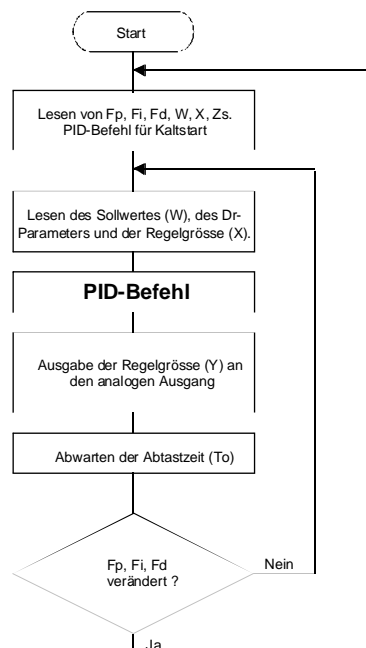 Start
Lesen von Fp, Fi, Fd, W, X, Zs.
PID-Befehl für Kaltstart
Lesen des Sollwertes (W), des Dr-
Parameters und der Regelgrösse (X).
PID-Befehl
Ausgabe der Regelgrösse (Y) an
den analogen Ausgang
Abwarten der Abtastzeit (To)
Fp, Fi, Fd
verändert ?
Nein
Ja